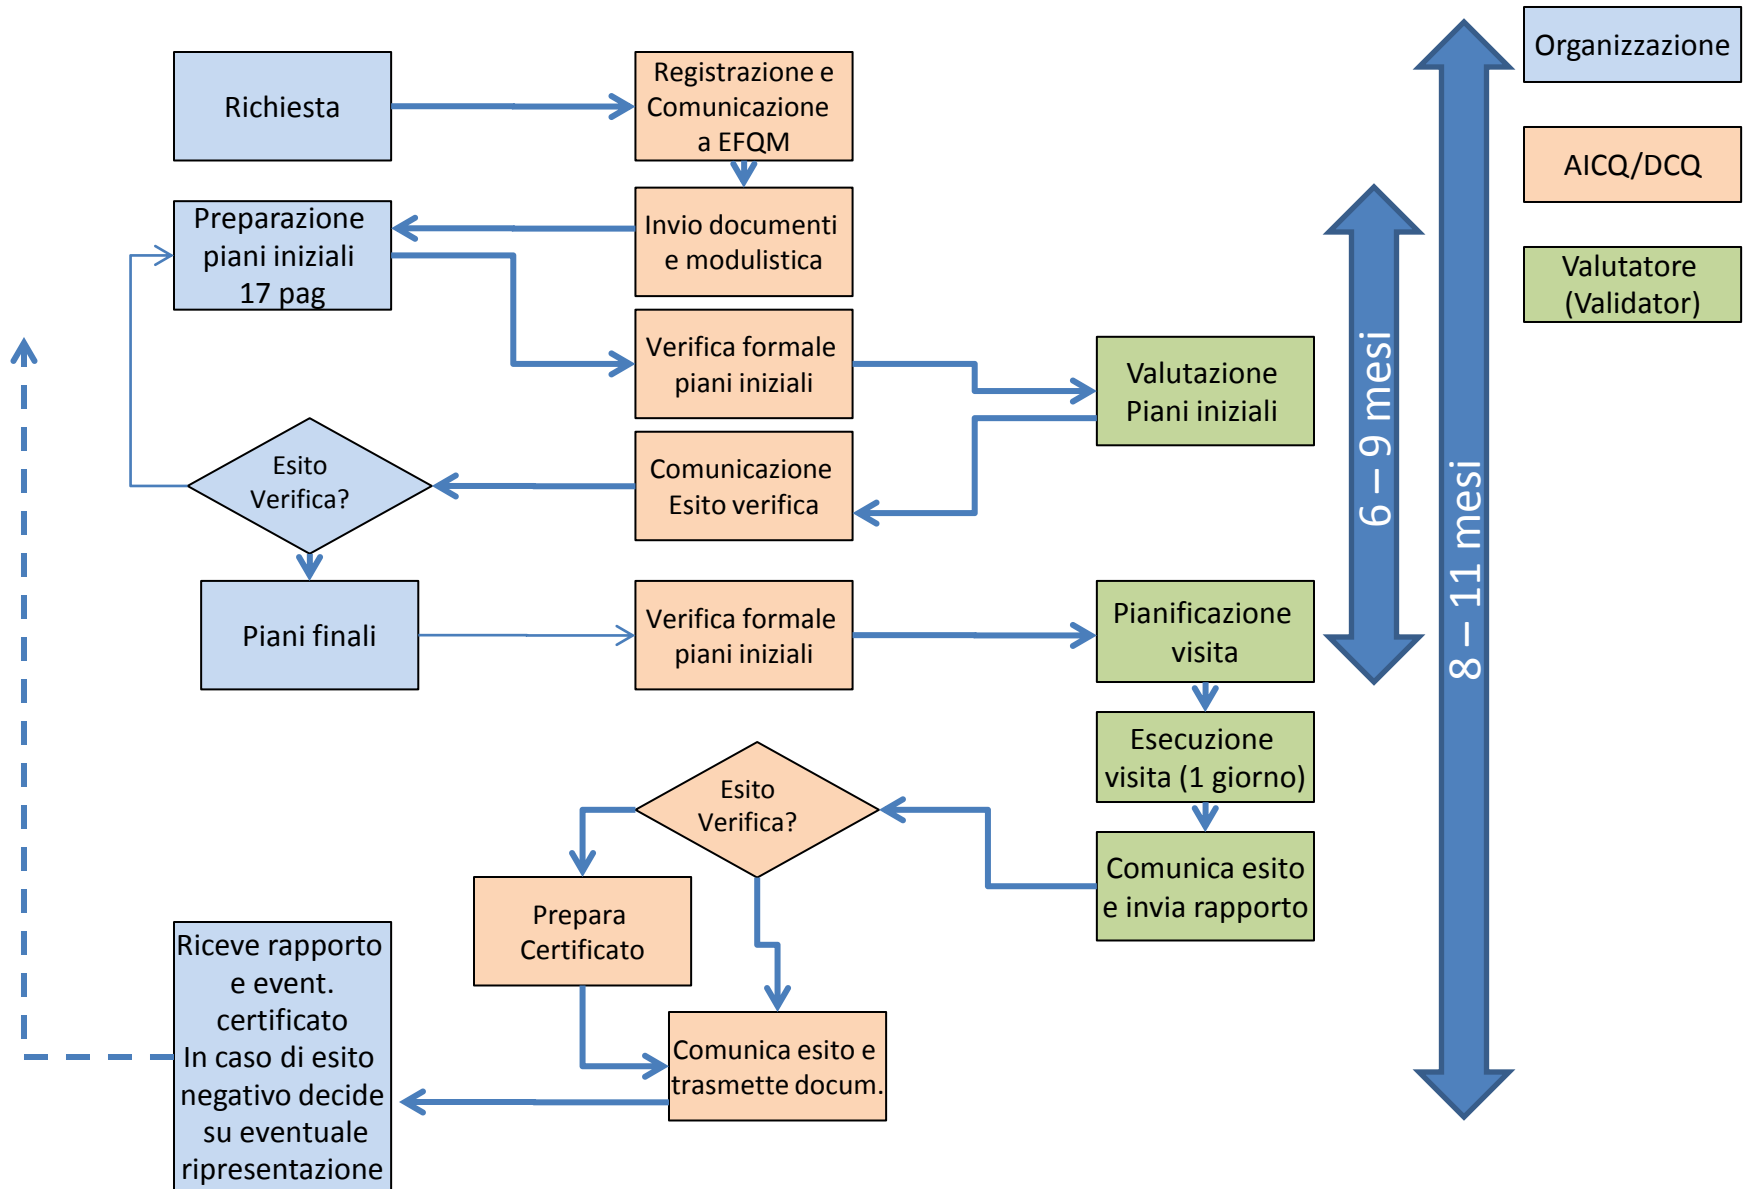 Organizzazione
Richiesta
Registrazione e
Comunicazione
a EFQM
AICQ/DCQ
Preparazione
piani iniziali
17 pag
Invio documenti
e modulistica
Valutatore
(Validator)
Verifica formale
piani iniziali
Valutazione
Piani iniziali
6 – 9 mesi
8 – 11 mesi
Esito
Verifica?
Comunicazione
Esito verifica
Piani finali
Verifica formale
piani iniziali
Pianificazione
visita
Esecuzione
visita (1 giorno)
Esito
Verifica?
Comunica esito
e invia rapporto
Prepara
Certificato
Riceve rapporto
e event.
certificato
In caso di esito
negativo decide
su eventuale
ripresentazione
Comunica esito e
trasmette docum.